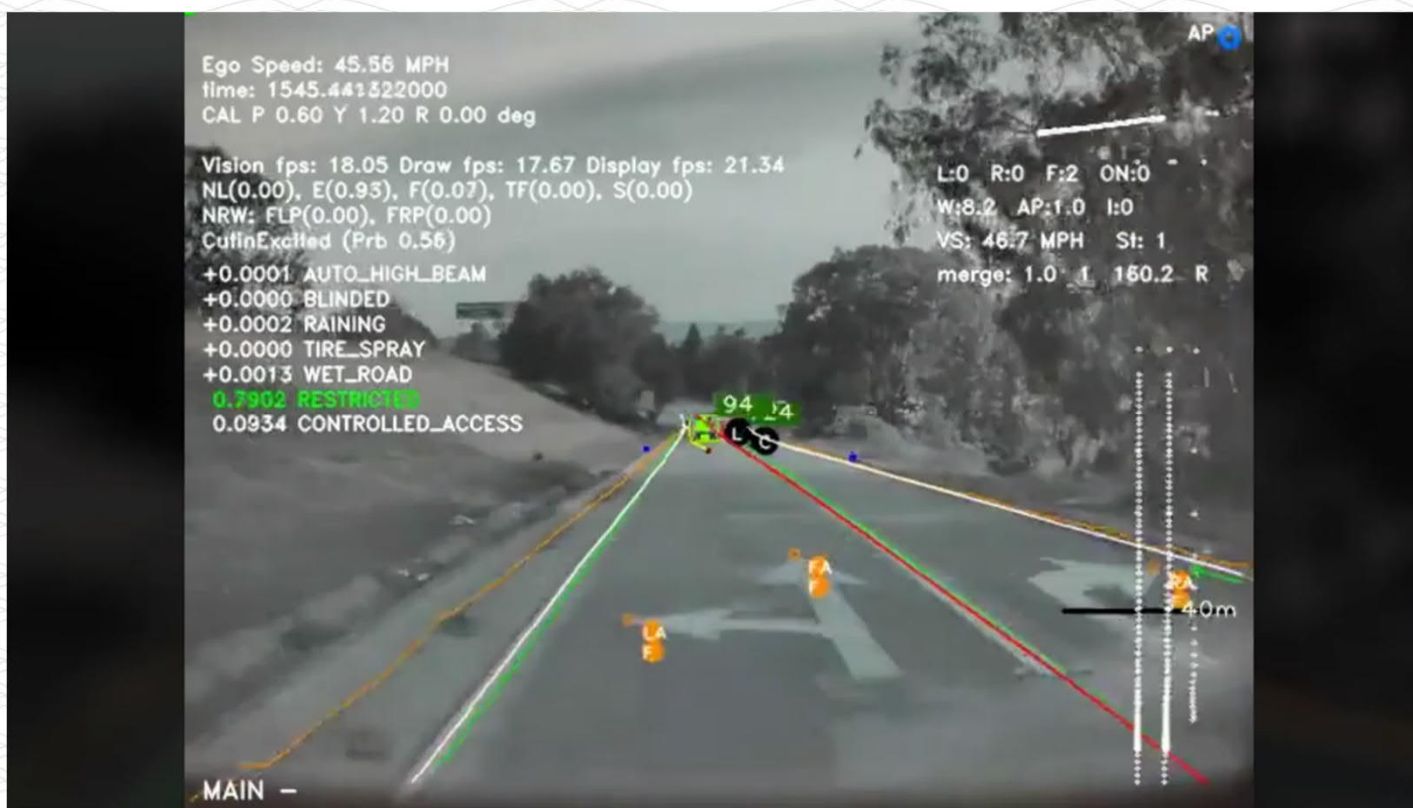 AP
Ego Speed: 45.56 MPH
time: 1545.441322000
CAL P 0.60 Y 1.20 R 0.00 deg
Vision fps: 18.05 Draw fps: 17.67 Display fps: 21.34
NL(0.00), E(0.93), F(0.07), TF(0.00), S(0.00)
NRW: FLP(0.00), FRP(0.00)
CutinExcited (Prb 0.56)
+0.0001 AUTO_HIGH_BEAM
+0.0000 BLINDED
+0.0002 RAINING
+0.0000 TIRE_SPRAY
+0.0013 WET_ROAD
0.7902 RESTRICTED
0.0934 CONTROLLED_ACCESS
L:0 R:0 F:2 ON:0
W:8.2 AP:1.0 I:0
VS: 46.7 MPH St: 1
merge: 1.0 1 160.2 R
94
L C
FA
F
LA
F
40m
MAIN -